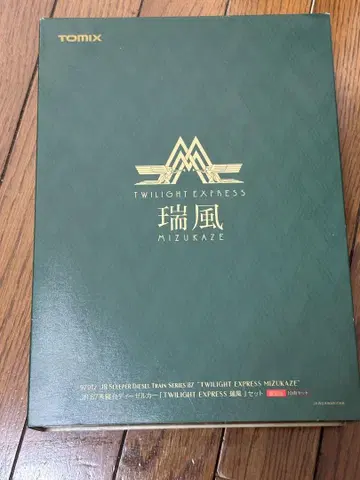 TOMIX
TWILIGHT EXPRESS
瑞風
MIZUKAZE
JR SLEEPER DIESEL TRAIN SERIES 87 "TWILIGHT EXPRESS MIZUKAZE"
JR 87系寝台ディーゼルカー「TWILIGHT EXPRESS 瑞風」セット